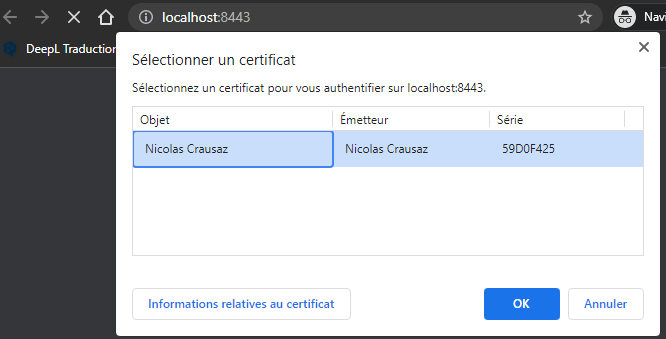 localhost:8443
Navi
DeepL Traduction
Sélectionner un certificat
Sélectionnez un certificat pour vous authentifier sur localhost:8443.
Objet Émetteur Série
Nicolas Crausaz Nicolas Crausaz 59D0F425
Informations relatives au certificat OK Annuler